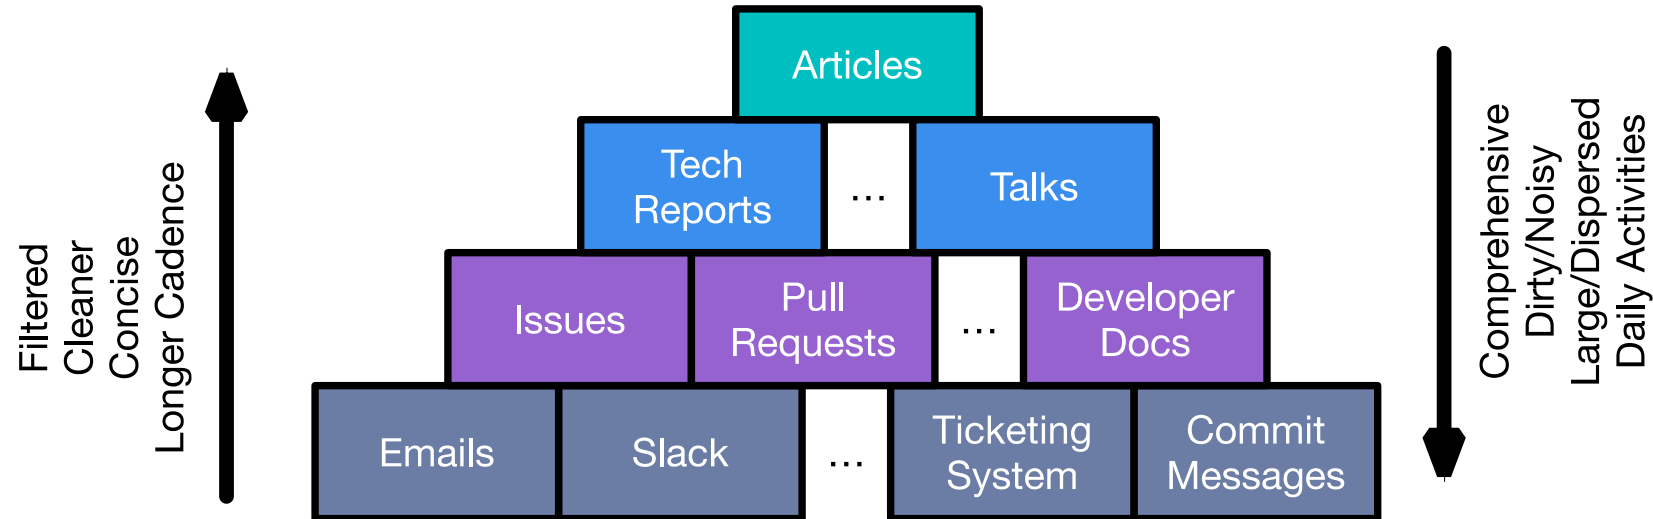 Articles
Tech
Reports
...
Talks
Issues
Pull
Requests
...
Developer
Docs
Emails
Slack
...
Ticketing
System
Commit
Messages
Filtered
Cleaner
Concise
Longer Cadence
Comprehensive
Dirty/Noisy
Large/Dispersed
Daily Activities